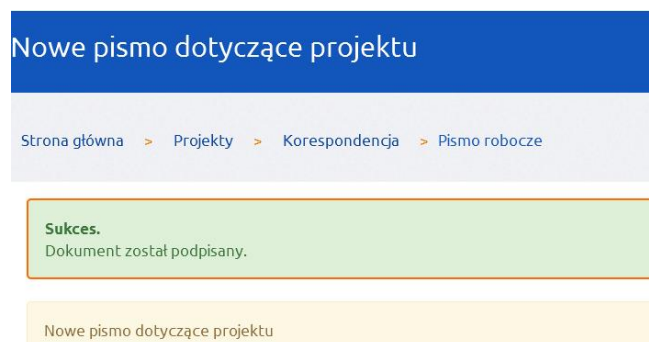 Nowe pismo dotyczące projektu
Strona główna > Projekty > Korespondencja > Pismo robocze
Sukces.
Dokument został podpisany.
Nowe pismo dotyczące projektu